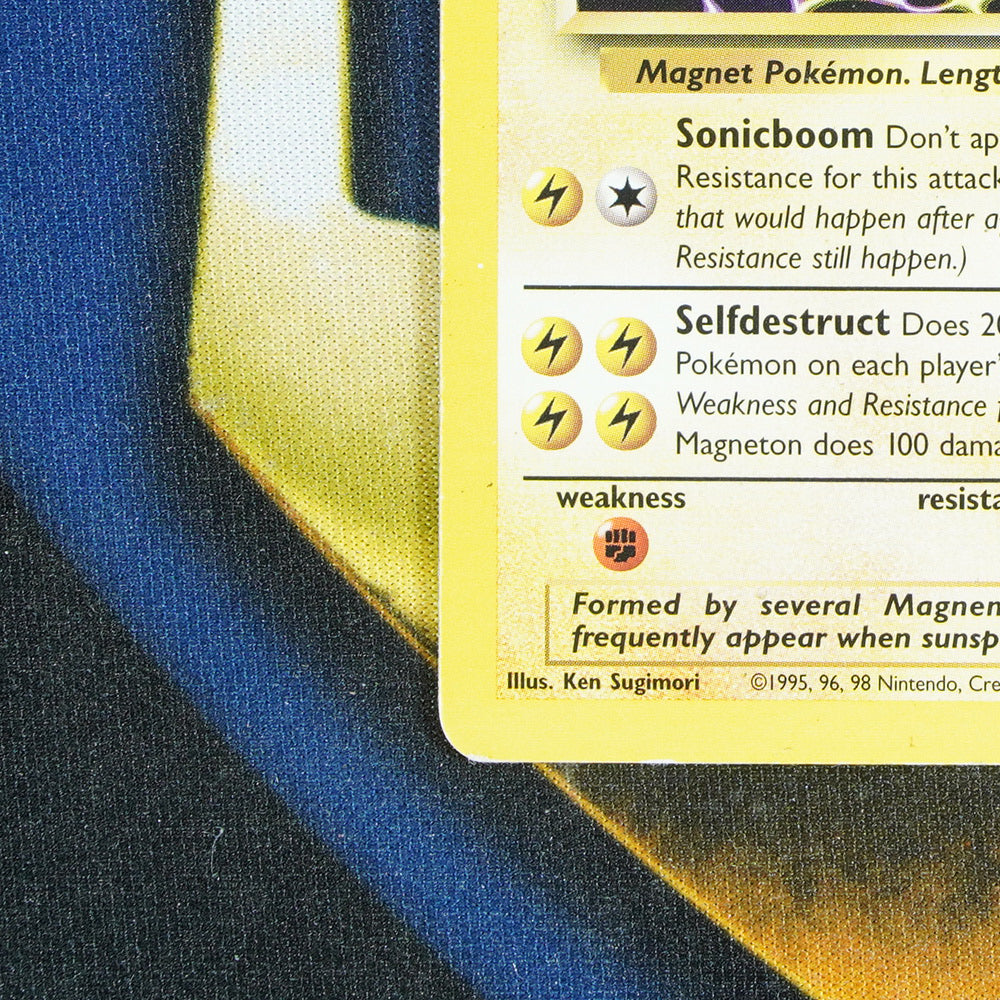 Magnet Pokémon. Lengt
Sonicboom Don't ap
Resistance for this attack
that would happen after a
Resistance still happen.)
Selfdestruct Does 20
Pokémon on each player'
Weakness and Resistance
Magneton does 100 dama
weakness resista
Formed by several Magnem
frequently appear when sunsp
Illus. Ken Sugimori ©1995, 96, 98 Nintendo, Cre